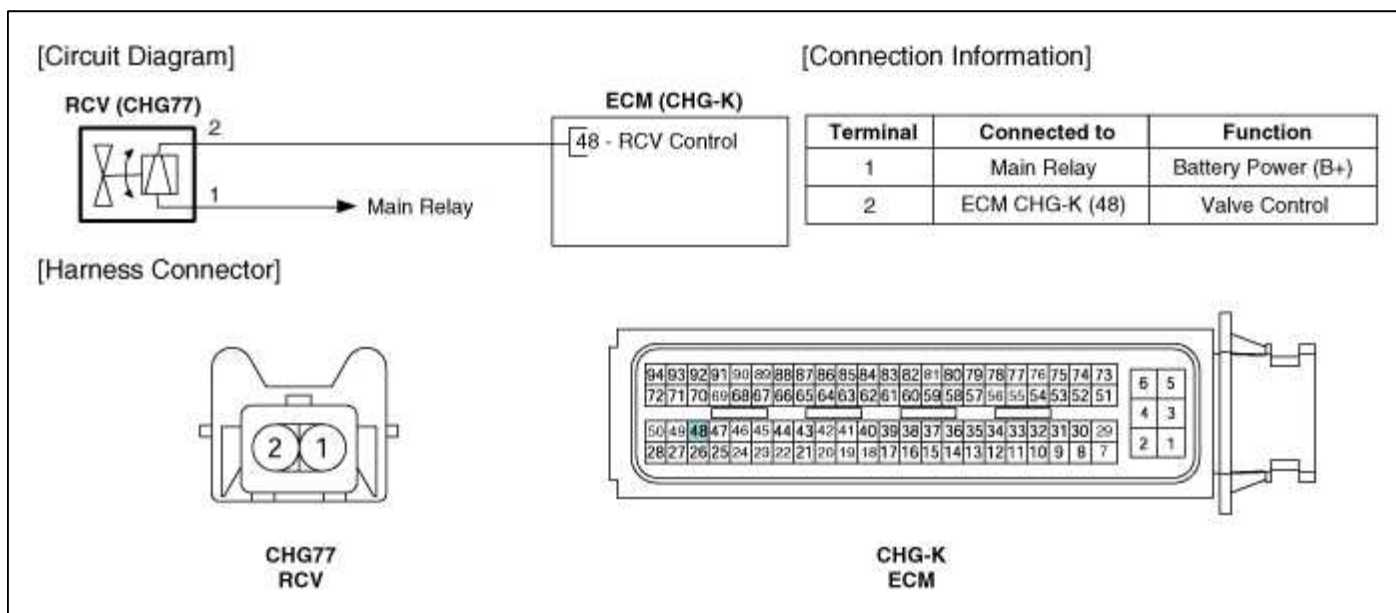 [Circuit Diagram]
[Connection Information]
RCV (CHG77)
ECM (CHG-K)
2
48 - RCV Control
1
Main Relay
Terminal Connected to Function
1 Main Relay Battery Power (B+)
2 ECM CHG-K (48) Valve Control
[Harness Connector]
2 1
94 93 92 91 90 89 88 87 86 85 84 83 82 81 80 79 78 77 76 75 74 73
72 71 70 69 68 67 66 65 64 63 62 61 60 59 58 57 56 55 54 53 52 51
50 49 48 47 46 45 44 43 42 41 40 39 38 37 36 35 34 33 32 31 30 29
28 27 26 25 24 23 22 21 20 19 18 17 16 15 14 13 12 11 10 9 8 7
6 5
4 3
2 1
CHG77
RCV
CHG-K
ECM